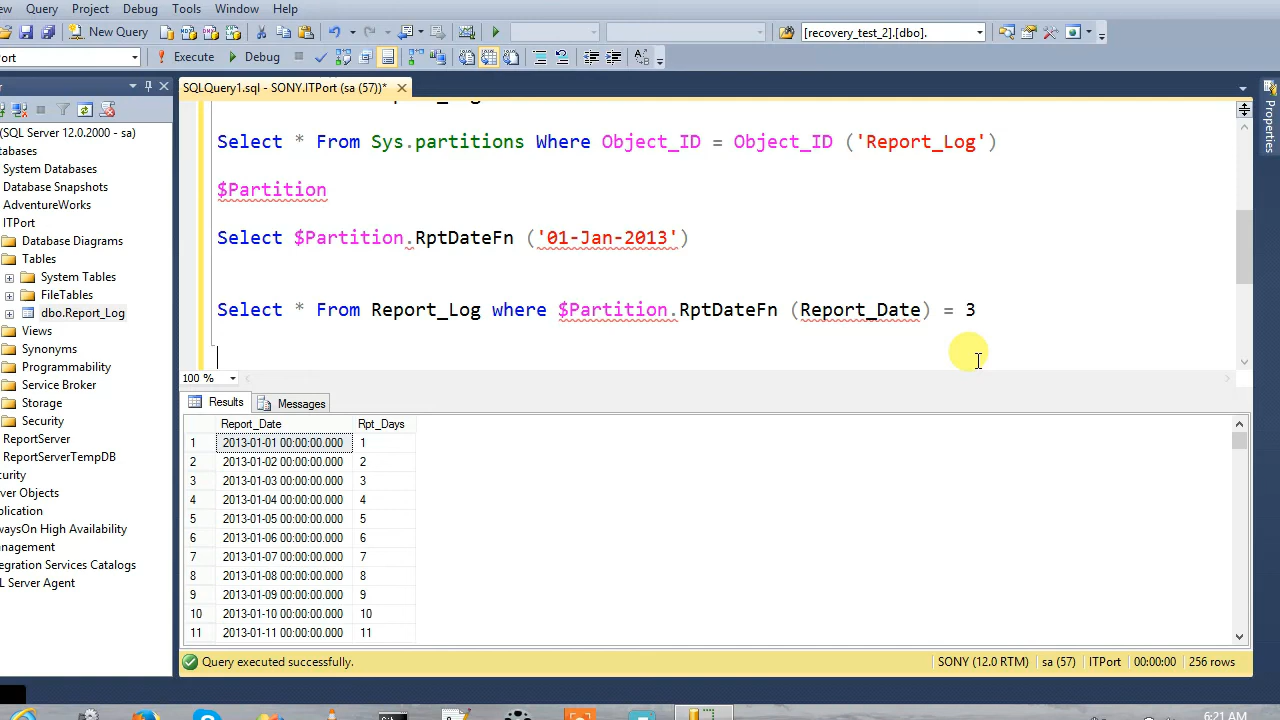 ew Query Project Debug Tools Window Help
New Query [recovery_test_2].[dbo].
ort Execute Debug
SQLQuery1.sql - SONY.ITPort (sa (57))*
r
(SQL Server 12.0.2000 - sa)
tabases
System Databases
Database Snapshots
AdventureWorks
ITPort
Database Diagrams
Tables
System Tables
FileTables
dbo.Report_Log
Views
Synonyms
Programmability
Service Broker
Storage
Security
ReportServer
ReportServerTempDB
curity
rver Objects
plication
waysOn High Availability
anagement
egration Services Catalogs
L Server Agent
Select * From Sys.partitions Where Object_ID = Object_ID ('Report_Log')
$Partition
Select $Partition.RptDateFn ('01-Jan-2013')
Select * From Report_Log where $Partition.RptDateFn (Report_Date) = 3
100 %
Results Messages
Report_Date Rpt_Days
1 2013-01-01 00:00:00.000 1
2 2013-01-02 00:00:00.000 2
3 2013-01-03 00:00:00.000 3
4 2013-01-04 00:00:00.000 4
5 2013-01-05 00:00:00.000 5
6 2013-01-06 00:00:00.000 6
7 2013-01-07 00:00:00.000 7
8 2013-01-08 00:00:00.000 8
9 2013-01-09 00:00:00.000 9
10 2013-01-10 00:00:00.000 10
11 2013-01-11 00:00:00.000 11
Query executed successfully. SONY (12.0 RTM) sa (57) ITPort 00:00:00 256 rows
Properties
6:21 AM